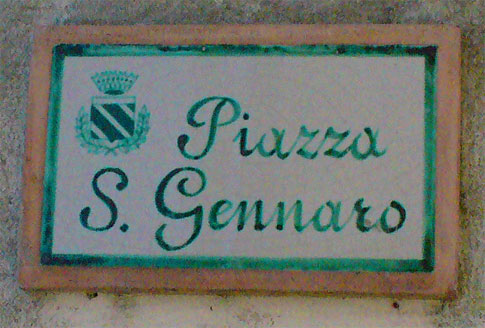 Piazza
S. Gennaro